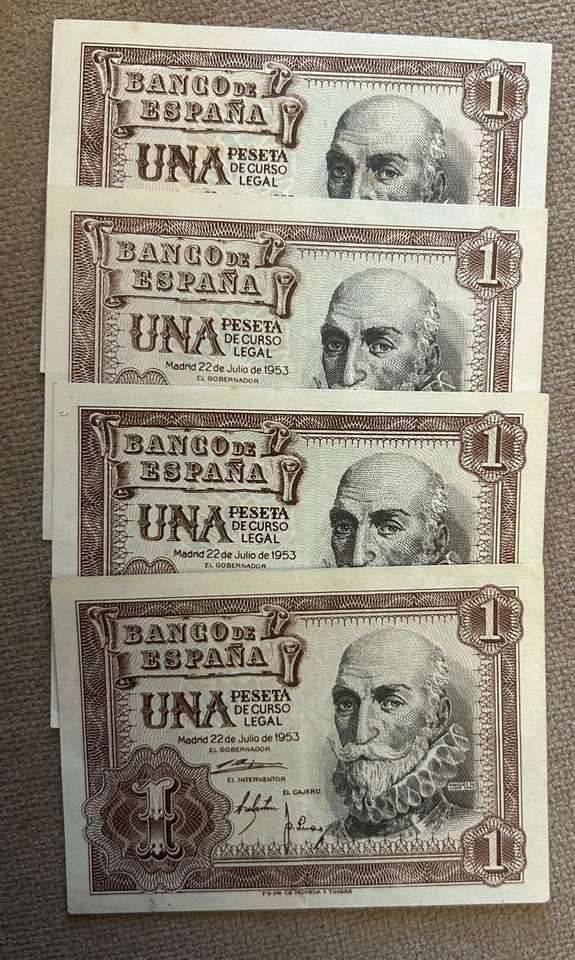 BANCO DE
ESPAÑA
1
UNA PESETA
DE CURSO
LEGAL
BANCO DE
ESPAÑA
1
UNA PESETA
DE CURSO
LEGAL
Madrid 22 de Julio de 1953
EL GOBERNADOR
BANCO DE
ESPAÑA
1
UNA PESETA
DE CURSO
LEGAL
Madrid 22 de Julio de 1953
EL GOBERNADOR
BANCO DE
ESPAÑA
1
UNA PESETA
DE CURSO
LEGAL
Madrid 22 de Julio de 1953
EL GOBERNADOR
EL INTERVENTOR
EL CAJERO
1
1
DE MONEDA Y TIMBRE